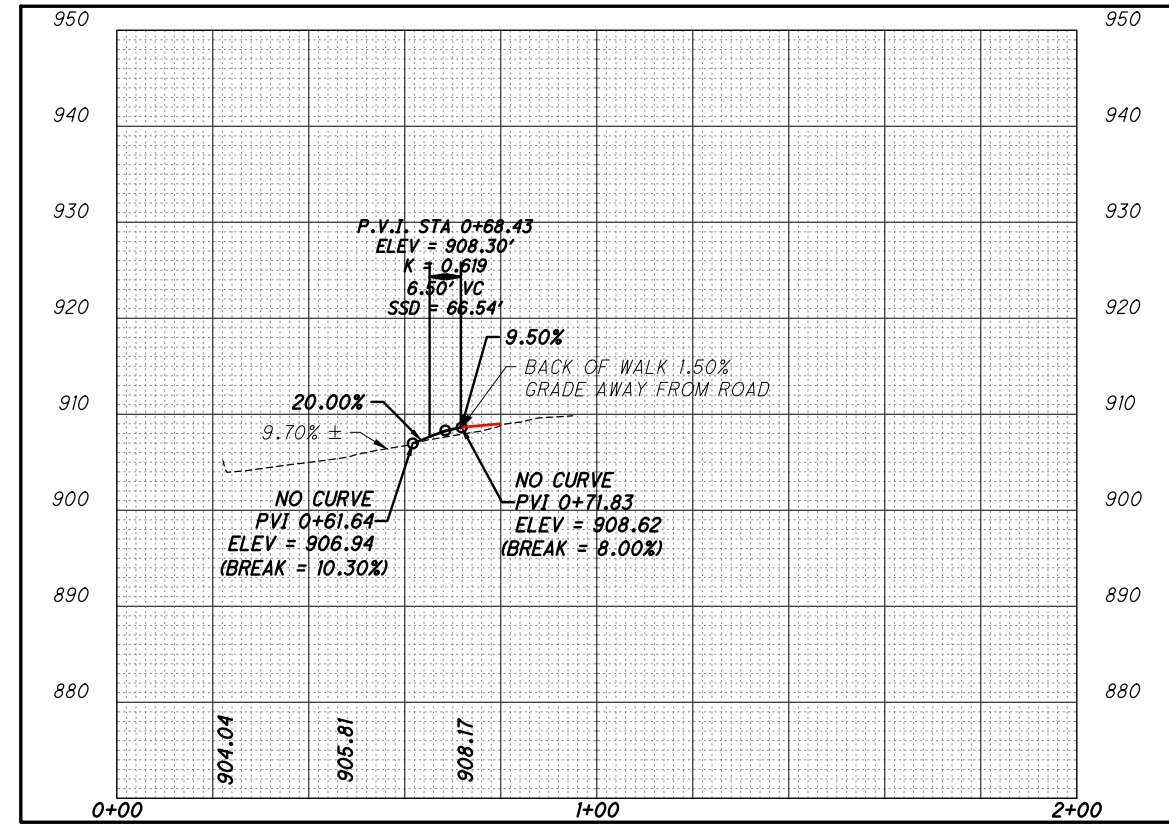 950
950
940
940
930
930
P.V.I. STA 0+68.43
ELEV = 908.30'
K = 0.619
6.50' VC
SSD = 66.54'
920
920
9.50%
BACK OF WALK 1.50%
GRADE AWAY FROM ROAD
910
910
20.00%
9.70% ±
900
900
NO CURVE
PVI 0+61.64
ELEV = 906.94
(BREAK = 10.30%)
NO CURVE
PVI 0+71.83
ELEV = 908.62
(BREAK = 8.00%)
890
890
880
880
904.04
905.81
908.17
0+00
1+00
2+00